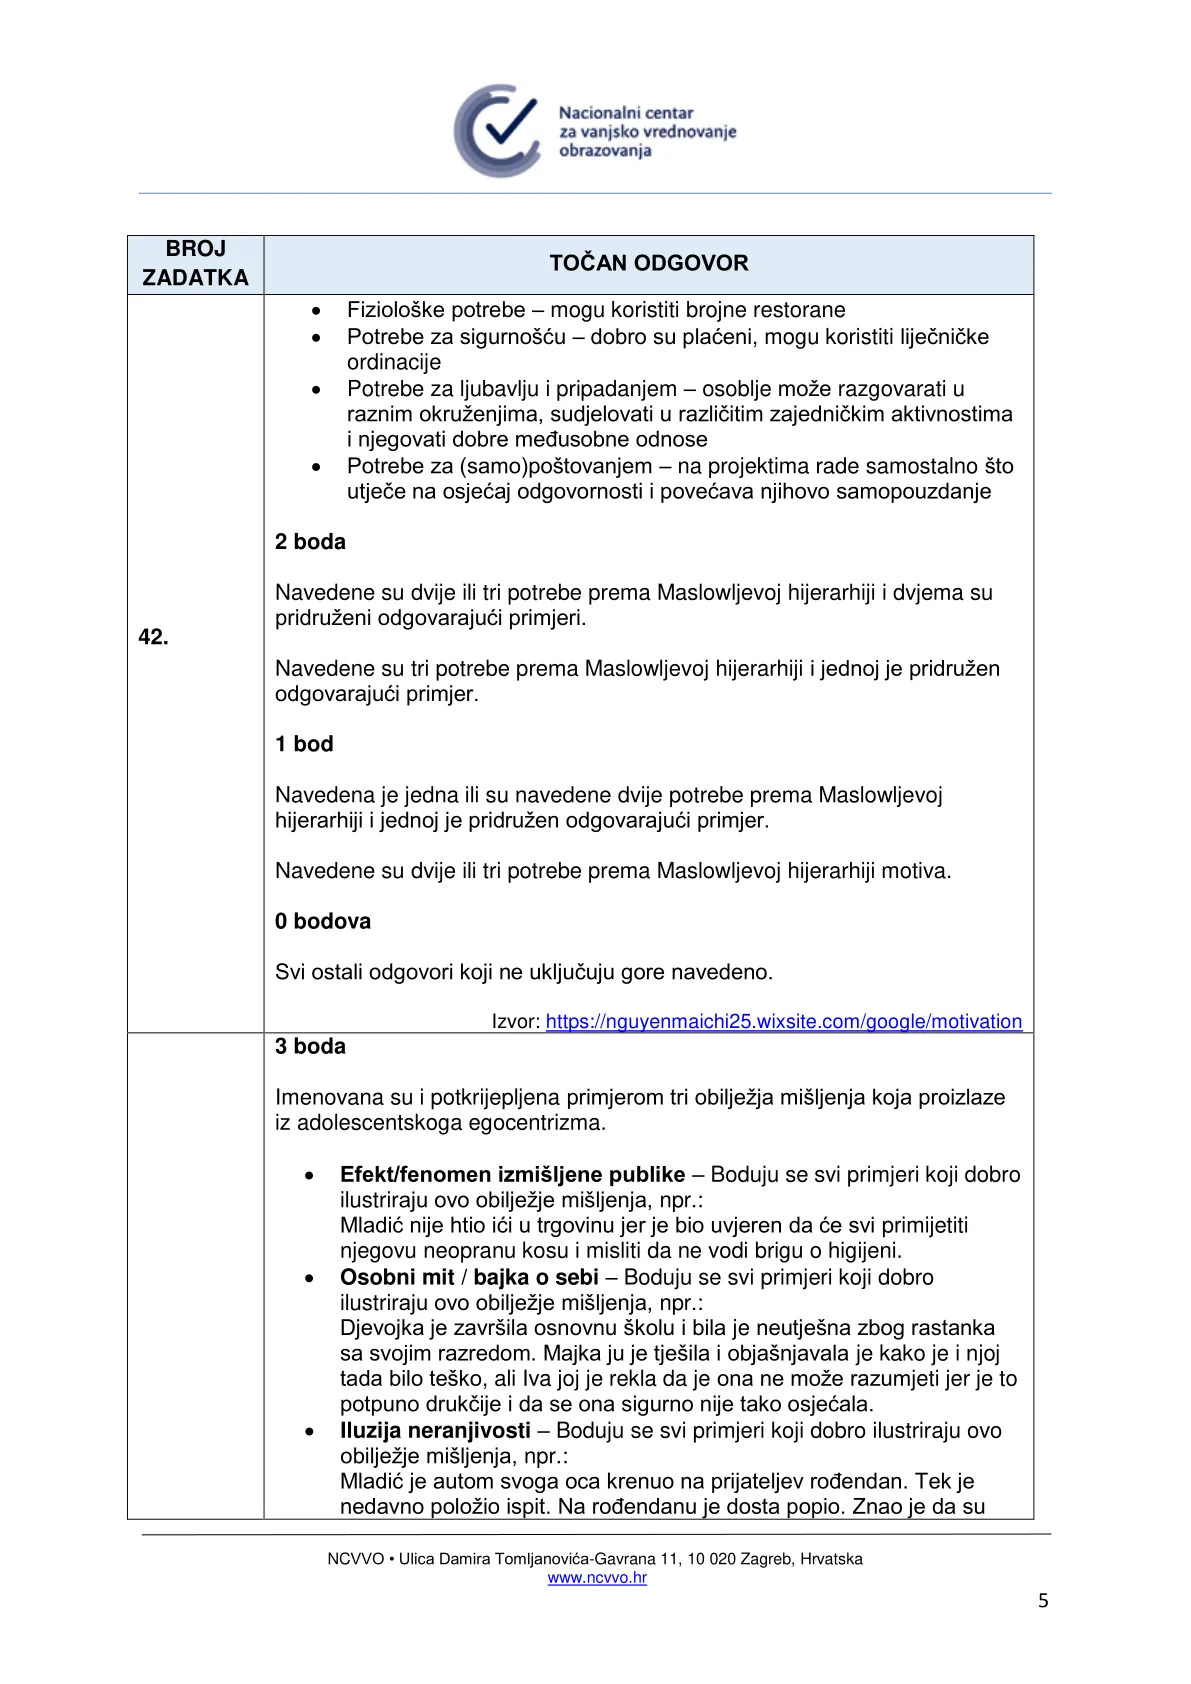 Nacionalni centar
za vanjsko vrednovanje
obrazovanja
BROJ
ZADATKA
TOČAN ODGOVOR
• Fiziološke potrebe – mogu koristiti brojne restorane
• Potrebe za sigurnošću – dobro su plaćeni, mogu koristiti liječničke
ordinacije
• Potrebe za ljubavlju i pripadanjem – osoblje može razgovarati u
raznim okruženjima, sudjelovati u različitim zajedničkim aktivnostima
i njegovati dobre međusobne odnose
• Potrebe za (samo)poštovanjem – na projektima rade samostalno što
utječe na osjećaj odgovornosti i povećava njihovo samopouzdanje
2 boda
Navedene su dvije ili tri potrebe prema Maslowljevoj hijerarhiji i dvjema su
pridruženi odgovarajući primjeri.
42.
Navedene su tri potrebe prema Maslowljevoj hijerarhiji i jednoj je pridružen
odgovarajući primjer.
1 bod
Navedena je jedna ili su navedene dvije potrebe prema Maslowljevoj
hijerarhiji i jednoj je pridružen odgovarajući primjer.
Navedene su dvije ili tri potrebe prema Maslowljevoj hijerarhiji motiva.
0 bodova
Svi ostali odgovori koji ne uključuju gore navedeno.
Izvor: https://nguyenmaichi25.wixsite.com/google/motivation
3 boda
Imenovana su i potkrijepljena primjerom tri obilježja mišljenja koja proizlaze
iz adolescentskoga egocentrizma.
• Efekt/fenomen izmišljene publike – Boduju se svi primjeri koji dobro
ilustriraju ovo obilježje mišljenja, npr.:
Mladić nije htio ići u trgovinu jer je bio uvjeren da će svi primijetiti
njegovu neopranu kosu i misliti da ne vodi brigu o higijeni.
• Osobni mit / bajka o sebi – Boduju se svi primjeri koji dobro
ilustriraju ovo obilježje mišljenja, npr.:
Djevojka je završila osnovnu školu i bila je neutješna zbog rastanka
sa svojim razredom. Majka ju je tješila i objašnjavala je kako je i njoj
tada bilo teško, ali Iva joj je rekla da je ona ne može razumjeti jer je to
potpuno drukčije i da se ona sigurno nije tako osjećala.
• Iluzija neranjivosti – Boduju se svi primjeri koji dobro ilustriraju ovo
obilježje mišljenja, npr.:
Mladić je autom svoga oca krenuo na prijateljev rođendan. Tek je
nedavno položio ispit. Na rođendanu je dosta popio. Znao je da su
NCVVO • Ulica Damira Tomljanovića-Gavrana 11, 10 020 Zagreb, Hrvatska
www.ncvvo.hr
5